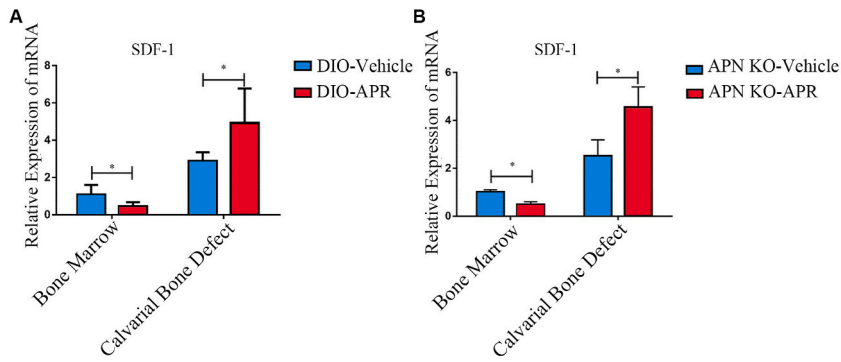 A
SDF-1
Relative Expression of mRNA
8
6
4
2
0
*
*
Bone Marrow
Calvarial Bone Defect
DIO-Vehicle
DIO-APR
B
SDF-1
Relative Expression of mRNA
6
4
2
0
*
*
Bone Marrow
Calvarial Bone Defect
APN KO-Vehicle
APN KO-APR